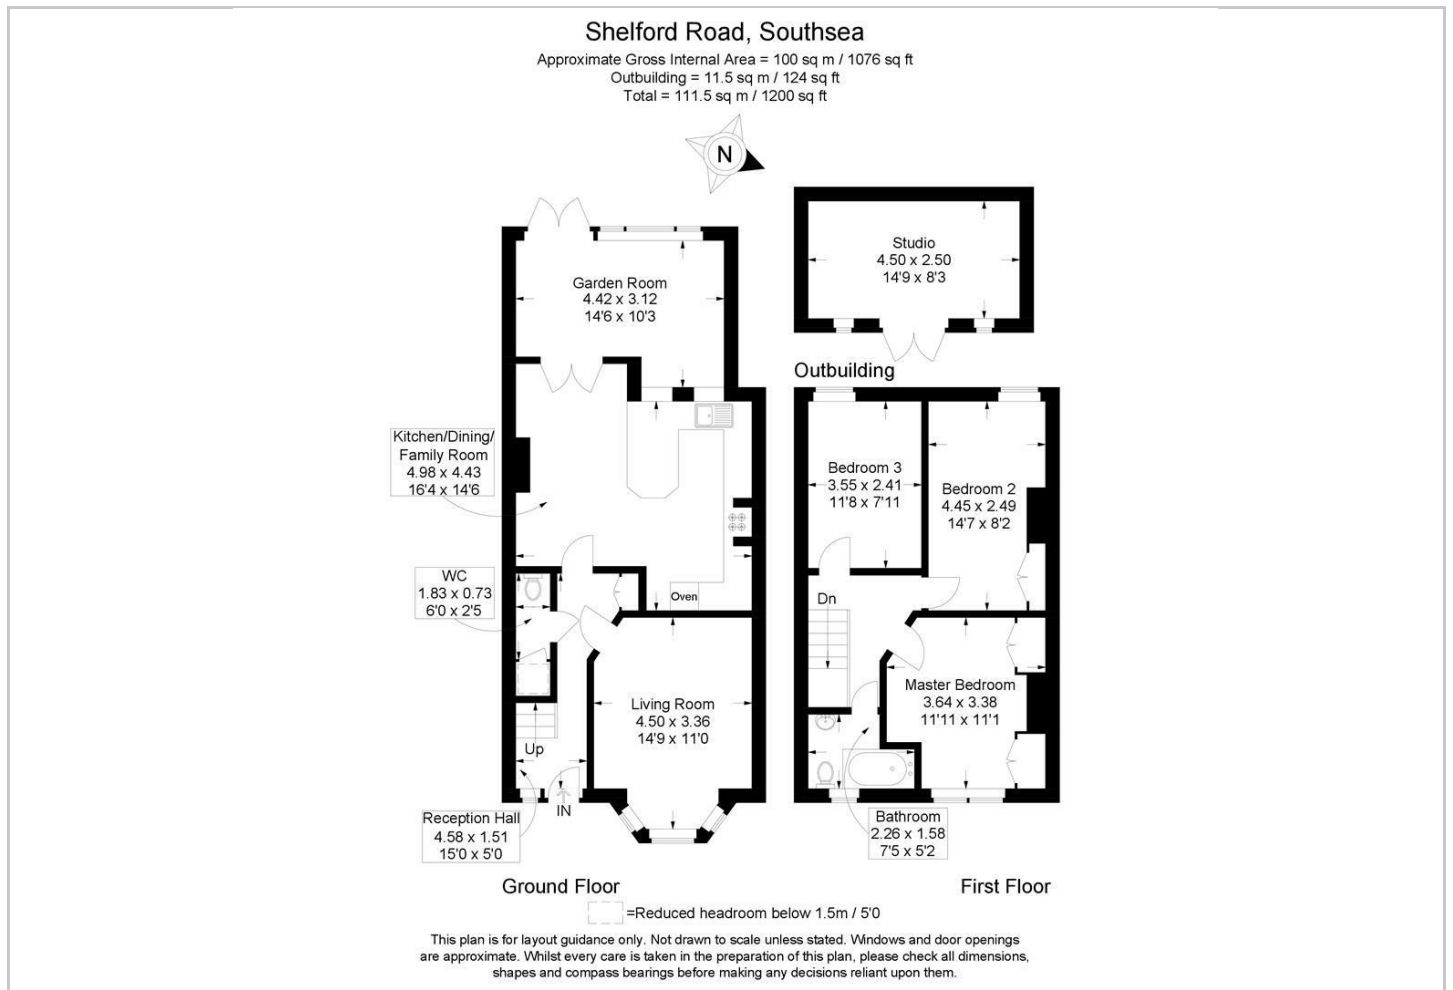 Shelford Road, Southsea
Approximate Gross Internal Area = 100 sq m / 1076 sq ft
Outbuilding = 11.5 sq m / 124 sq ft
Total = 111.5 sq m / 1200 sq ft
N
Garden Room
4.42 x 3.12
14'6 x 10'3
Studio
4.50 x 2.50
14'9 x 8'3
Outbuilding
Kitchen/Dining/
Family Room
4.98 x 4.43
16'4 x 14'6
Bedroom 3
3.55 x 2.41
11'8 x 7'11
Bedroom 2
4.45 x 2.49
14'7 x 8'2
WC
1.83 x 0.73
6'0 x 2'5
Oven
Dn
Living Room
4.50 x 3.36
14'9 x 11'0
Master Bedroom
3.64 x 3.38
11'11 x 11'1
Up
IN
Reception Hall
4.58 x 1.51
15'0 x 5'0
Bathroom
2.26 x 1.58
7'5 x 5'2
Ground Floor
First Floor
=Reduced headroom below 1.5m / 5'0
This plan is for layout guidance only. Not drawn to scale unless stated. Windows and door openings
are approximate. Whilst every care is taken in the preparation of this plan, please check all dimensions,
shapes and compass bearings before making any decisions reliant upon them.